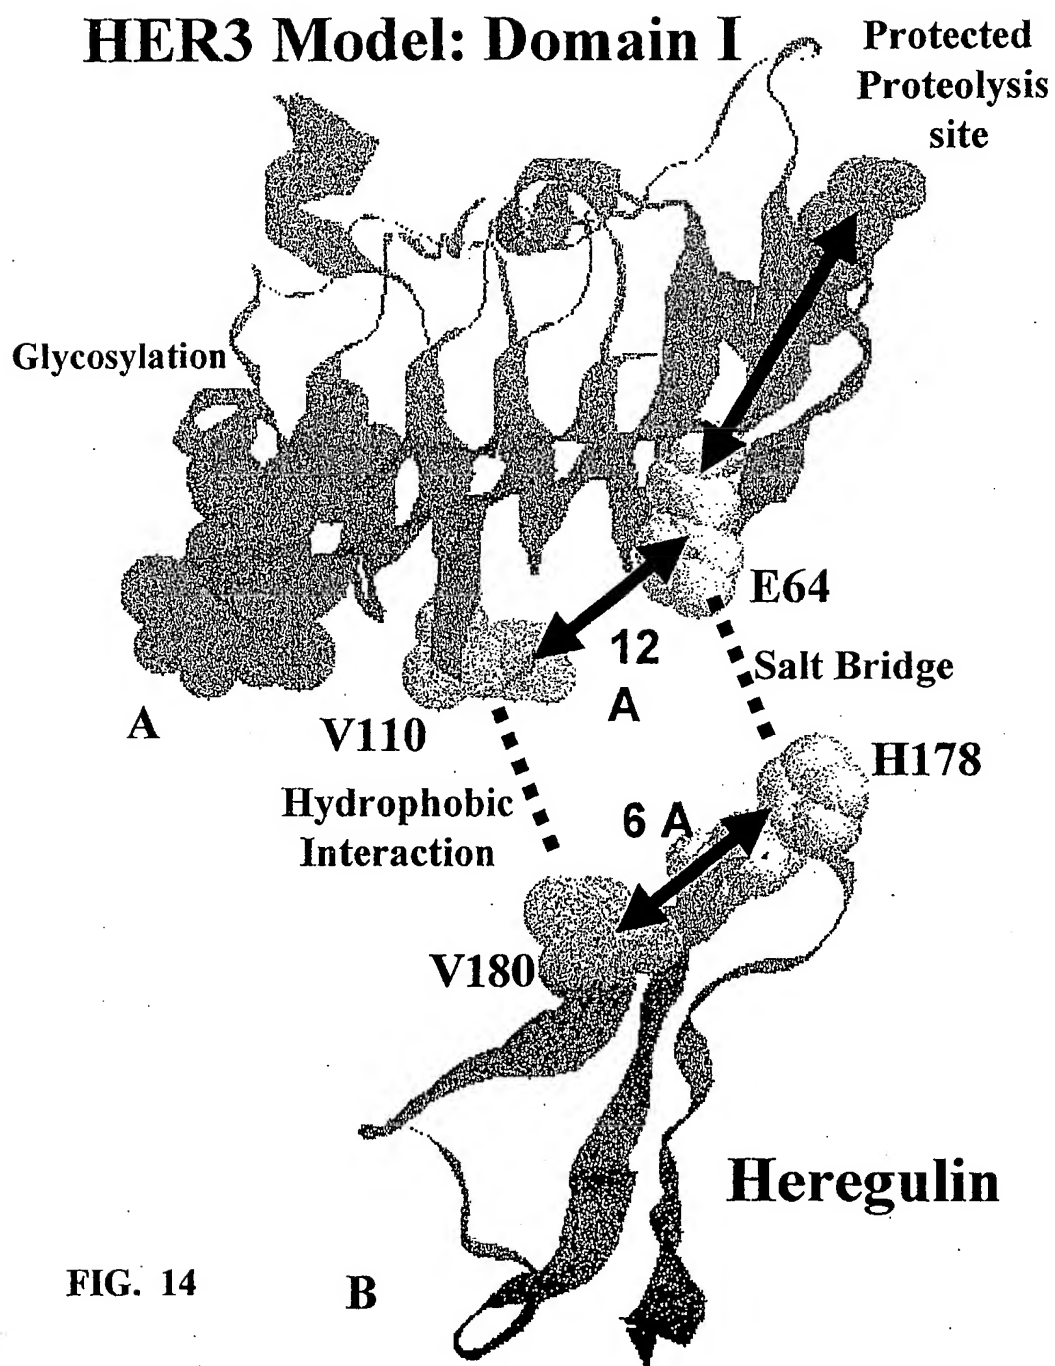 HER3 Model: Domain I
Protected
Proteolysis
site
Glycosylation
E64
12
A
Salt Bridge
A
V110
H178
Hydrophobic
Interaction
6 A
V180
Heregulin
FIG. 14
B